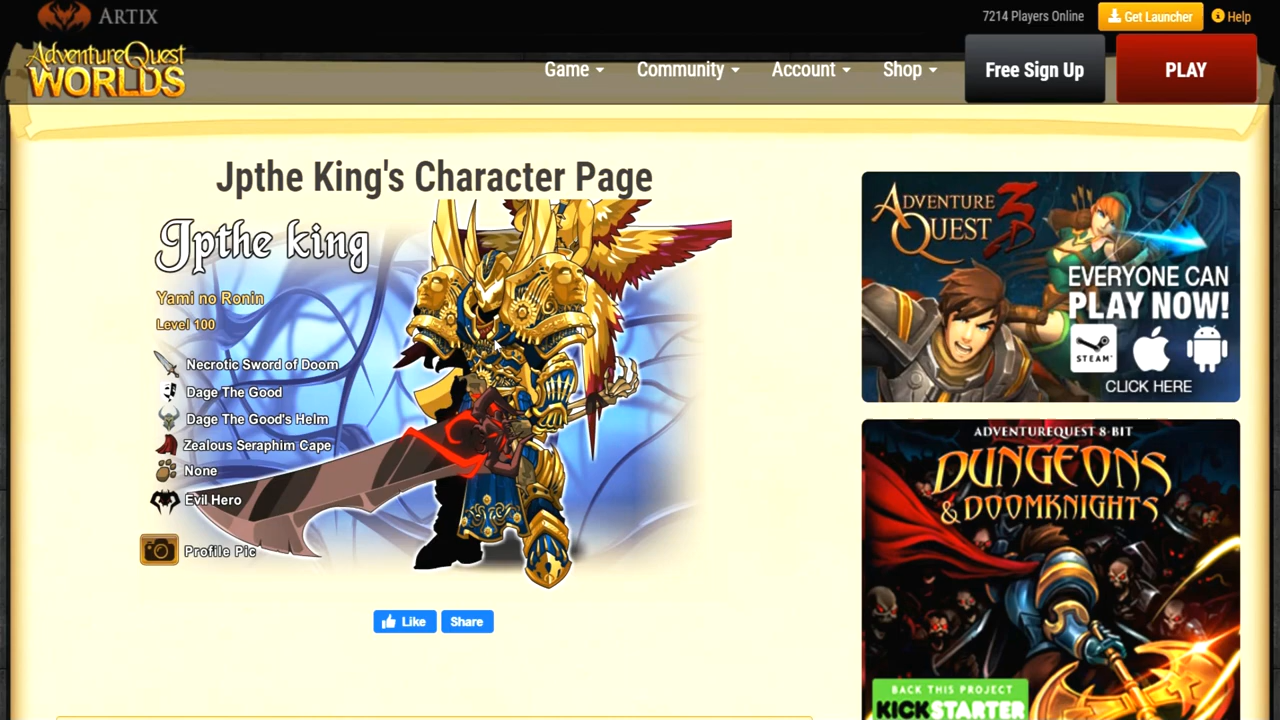 ARTIX
7214 Players Online
Get Launcher
Help
AdventureQuest
WORLDS
Game
Community
Account
Shop
Free Sign Up
PLAY
Jpthe King's Character Page
Jpthe king
Yami no Ronin
Level 100
Necrotic Sword of Doom
Dage The Good
Dage The Good's Helm
Zealous Seraphim Cape
None
Evil Hero
Profile Pic
Like
Share
ADVENTURE
QUEST 3D
EVERYONE CAN
PLAY NOW!
STEAM
CLICK HERE
ADVENTUREQUEST 8-BIT
DUNGEONS
& DOOMKNIGHTS
BACK THIS PROJECT
KICKSTARTER